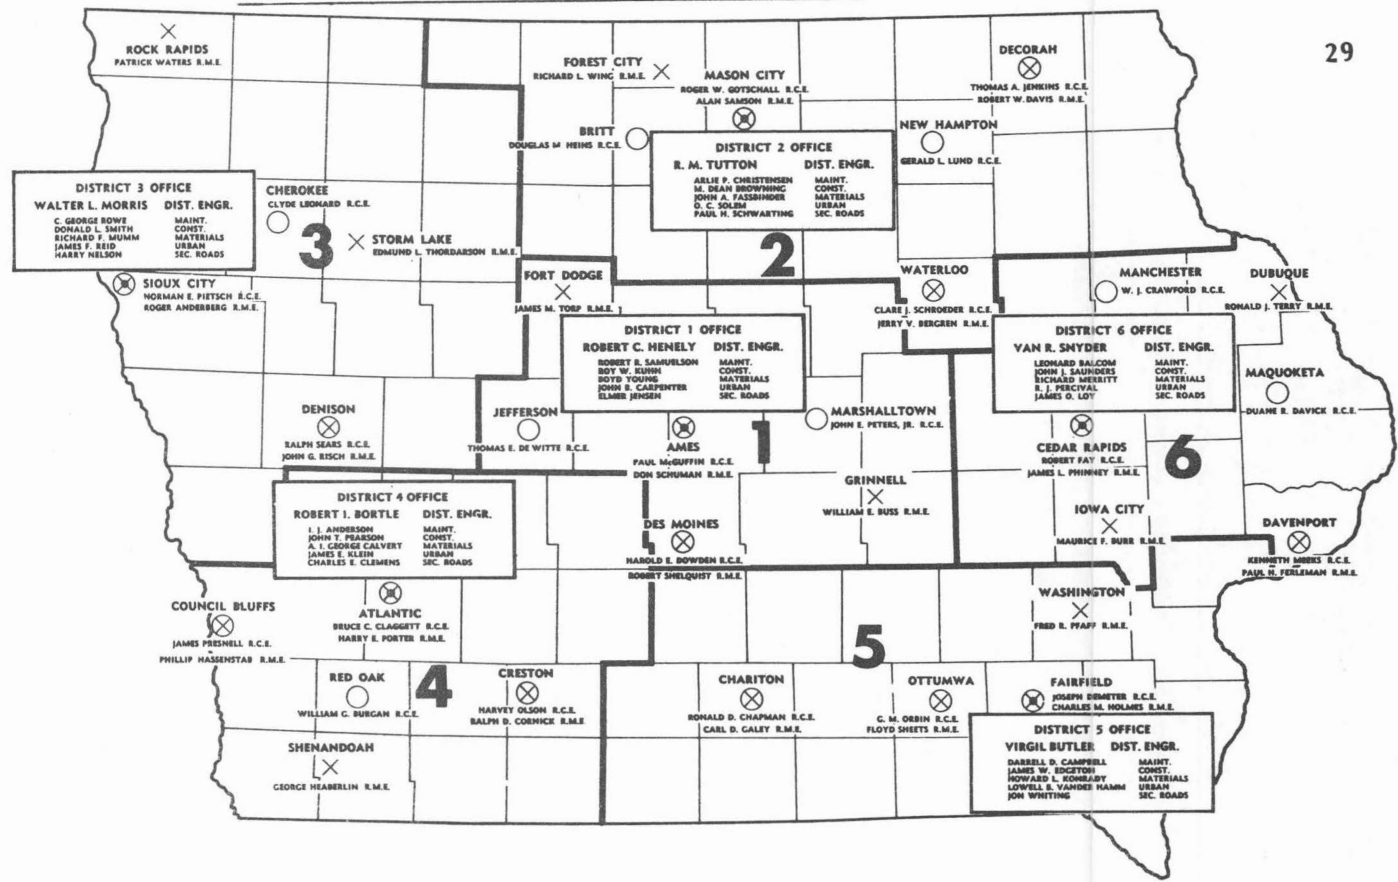 29
ROCK RAPIDS
PATRICK WATERS R.M.E.
FOREST CITY
RICHARD L. WING R.M.E.
MASON CITY
ROGER W. GOTSCHALL R.C.E.
ALAN SAMSON R.M.E.
DECORAH
THOMAS A. JENKINS R.C.E.
ROBERT W. DAVIS R.M.E.
BRITT
DOUGLAS M HEINS R.C.E.
NEW HAMPTON
GERALD L. LUND R.C.E.
DISTRICT 2 OFFICE
R. M. TUTTON DIST. ENGR.
ARLIE P. CHRISTENSEN MAINT.
M. DEAN BROWNING CONST.
JOHN A. FASSBINDER MATERIALS
O. C. SOLEM URBAN
PAUL H. SCHWARTING SEC. ROADS
2
DISTRICT 3 OFFICE
WALTER L. MORRIS DIST. ENGR.
C. GEORGE ROWE MAINT.
DONALD L. SMITH CONST.
RICHARD F. MUMM MATERIALS
JAMES F. REID URBAN
HARRY NELSON SEC. ROADS
CHEROKEE
CLYDE LEONARD R.C.E.
3
STORM LAKE
EDMUND L. THORDARSON R.M.E.
SIOUX CITY
NORMAN E. PIETSCH R.C.E.
ROGER ANDERBERG R.M.E.
FORT DODGE
JAMES M. TORP R.M.E.
WATERLOO
CLARE J. SCHROEDER R.C.E.
JERRY V. BERGREN R.M.E.
MANCHESTER
W. J. CRAWFORD R.C.E.
DUBUQUE
RONALD J. TERRY R.M.E.
DISTRICT 1 OFFICE
ROBERT C. HENELY DIST. ENGR.
ROBERT R. SAMUELSON MAINT.
ROY W. KUHN CONST.
BOYD YOUNG MATERIALS
JOHN B. CARPENTER URBAN
ELMER JENSEN SEC. ROADS
DISTRICT 6 OFFICE
VAN R. SNYDER DIST. ENGR.
LEONARD BALCOM MAINT.
JOHN J. SAUNDERS CONST.
RICHARD MERRITT MATERIALS
R. J. PERCIVAL URBAN
JAMES O. LOY SEC. ROADS
MAQUOKETA
DUANE R. DAVICK R.C.E.
DENISON
RALPH SEARS R.C.E.
JOHN G. RISCH R.M.E.
JEFFERSON
THOMAS E. DE WITTE R.C.E.
AMES
PAUL McGUFFIN R.C.E.
DON SCHUMAN R.M.E.
1
MARSHALLTOWN
JOHN E. PETERS, JR. R.C.E.
CEDAR RAPIDS
ROBERT FAY R.C.E.
JAMES L. PHINNEY R.M.E.
6
GRINNELL
WILLIAM E. BUSS R.M.E.
DISTRICT 4 OFFICE
ROBERT I. BORTLE DIST. ENGR.
I. J. ANDERSON MAINT.
JOHN T. PEARSON CONST.
A. I. GEORGE CALVERT MATERIALS
JAMES E. KLEIN URBAN
CHARLES E. CLEMENS SEC. ROADS
DES MOINES
HAROLD E. DOWDEN R.C.E.
ROBERT SHELQUIST R.M.E.
IOWA CITY
MAURICE F. BURR R.M.E.
DAVENPORT
KENNETH MEEKS R.C.E.
PAUL H. FERLEMAN R.M.E.
COUNCIL BLUFFS
JAMES PRESNELL R.C.E.
PHILLIP HASSENSTAB R.M.E.
ATLANTIC
BRUCE C. CLAGGETT R.C.E.
HARRY E. PORTER R.M.E.
WASHINGTON
FRED R. PFAFF R.M.E.
5
RED OAK
WILLIAM G. BURGAN R.C.E.
4
CRESTON
HARVEY OLSON R.C.E.
RALPH D. CORNICK R.M.E.
CHARITON
RONALD D. CHAPMAN R.C.E.
CARL D. GALEY R.M.E.
OTTUMWA
G. M. ORBIN R.C.E.
FLOYD SHEETS R.M.E.
FAIRFIELD
JOSEPH DEMETER R.C.E.
CHARLES M. HOLMES R.M.E.
SHENANDOAH
GEORGE HEABERLIN R.M.E.
DISTRICT 5 OFFICE
VIRGIL BUTLER DIST. ENGR.
DARRELL D. CAMPBELL MAINT.
JAMES W. EDGETON CONST.
HOWARD L. KONRADY MATERIALS
LOWELL B. VANDER HAMM URBAN
JON WHITING SEC. ROADS